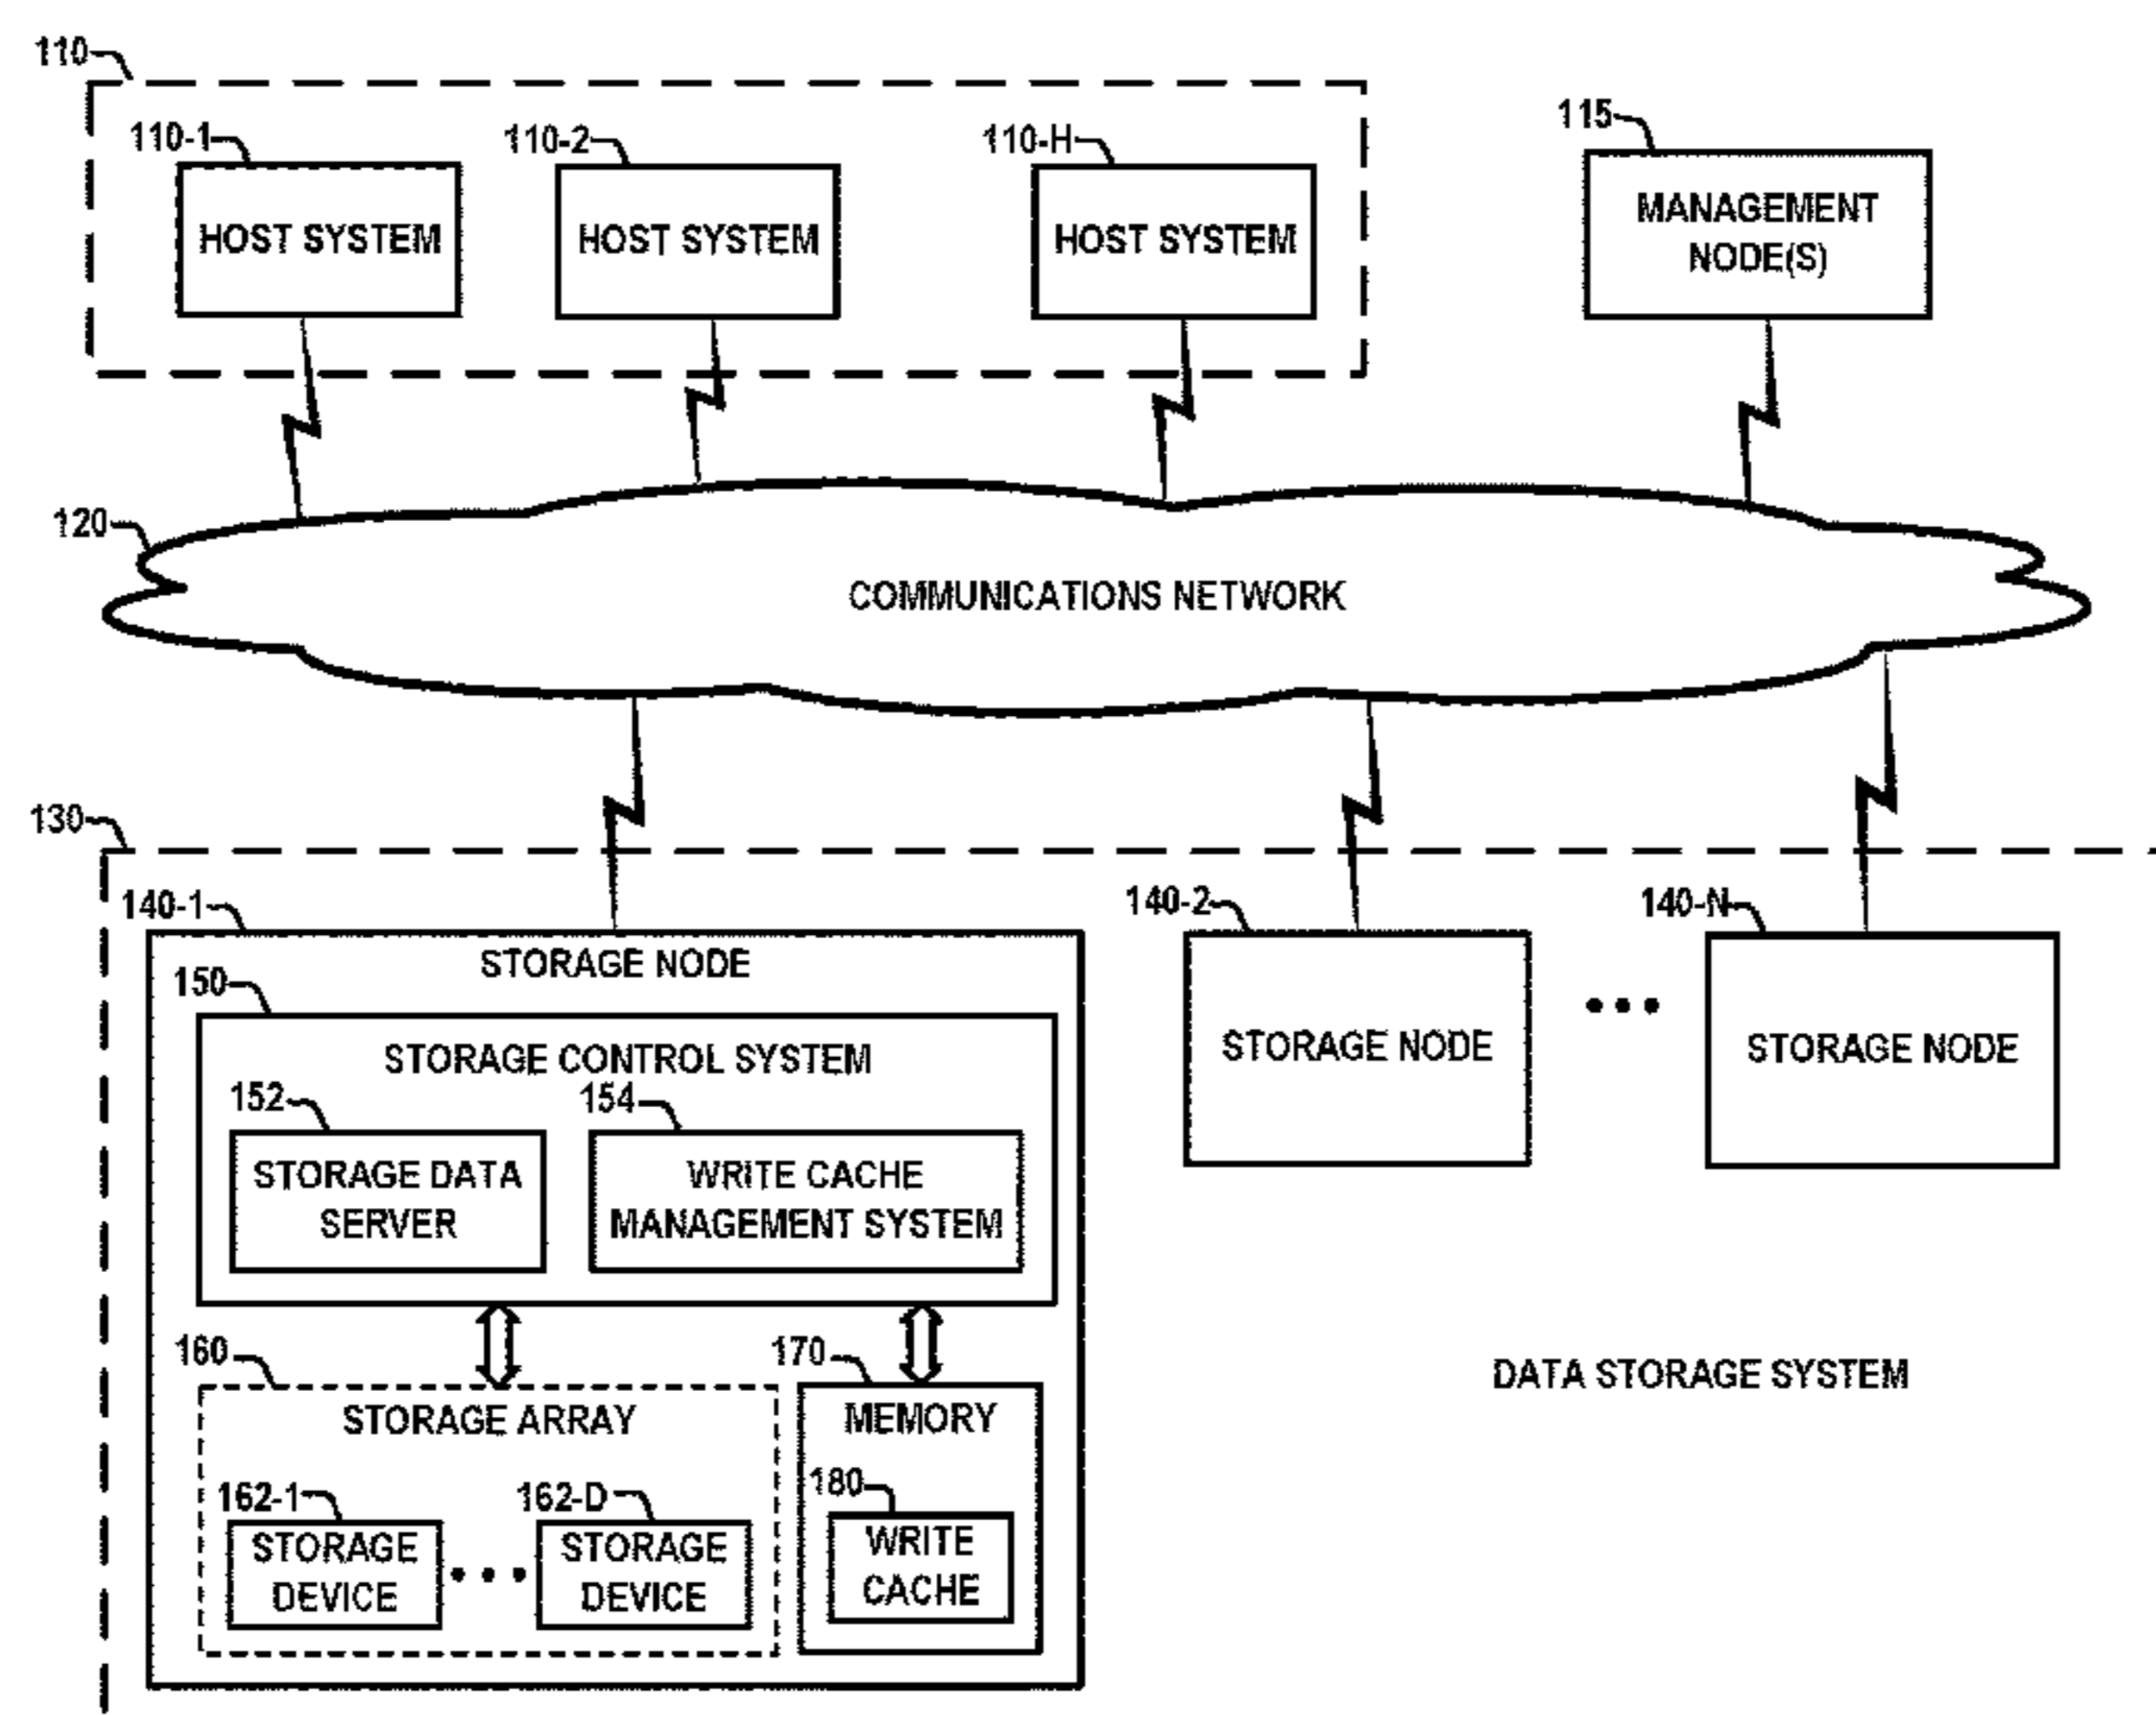 110
110-1
110-2
110-H
115
HOST SYSTEM
HOST SYSTEM
HOST SYSTEM
MANAGEMENT
NODE(S)
120
COMMUNICATIONS NETWORK
130
140-1
140-2
140-N
STORAGE NODE
150
STORAGE CONTROL SYSTEM
152
154
STORAGE DATA
SERVER
WRITE CACHE
MANAGEMENT SYSTEM
STORAGE NODE
STORAGE NODE
160
170
STORAGE ARRAY
MEMORY
DATA STORAGE SYSTEM
162-1
162-D
180
STORAGE
DEVICE
STORAGE
DEVICE
WRITE
CACHE